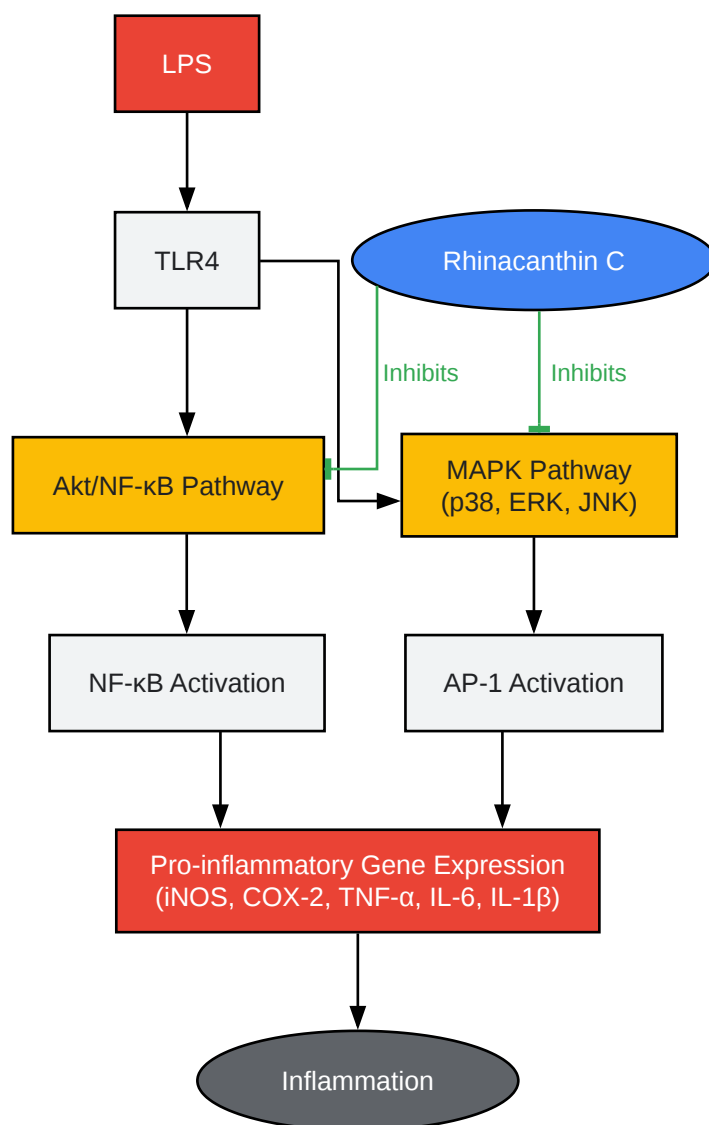 LPS
TLR4
Rhinacanthin C
Inhibits
Inhibits
Akt/NF-κB Pathway
MAPK Pathway
(p38, ERK, JNK)
NF-κB Activation
AP-1 Activation
Pro-inflammatory Gene Expression
(iNOS, COX-2, TNF-α, IL-6, IL-1β)
Inflammation